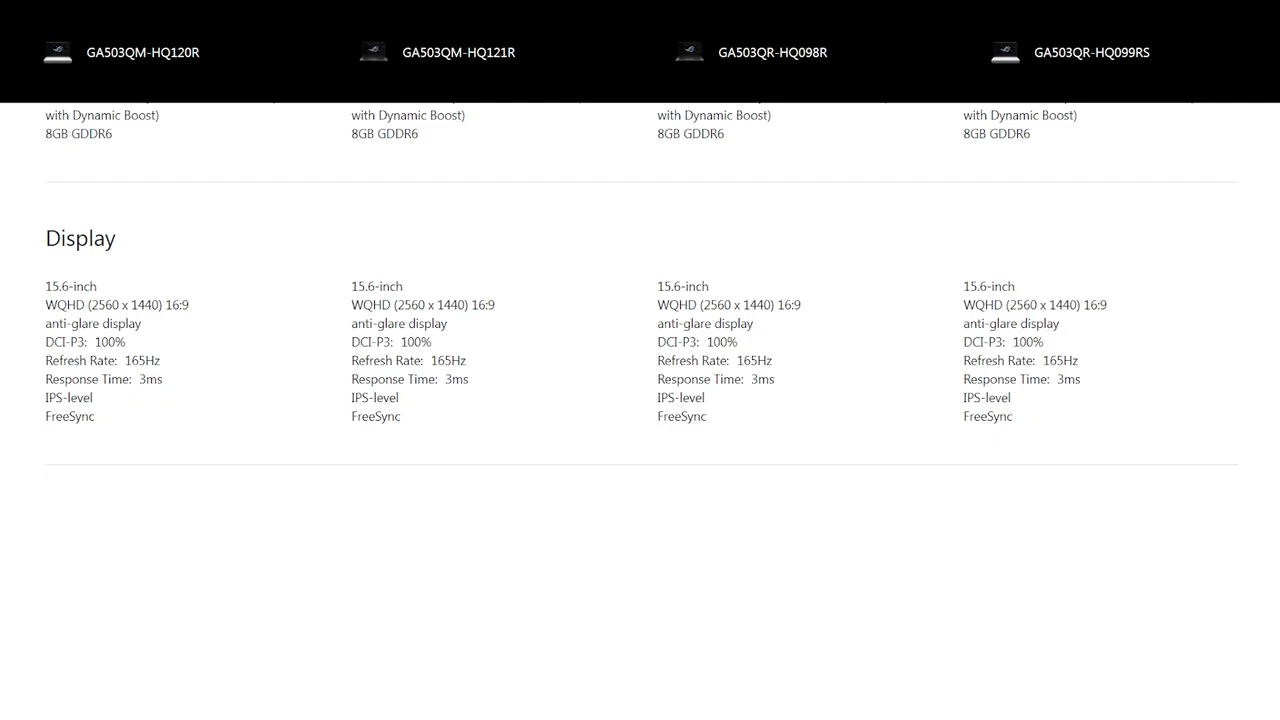 GA503QM-HQ120R GA503QM-HQ121R GA503QR-HQ098R GA503QR-HQ099RS
with Dynamic Boost) with Dynamic Boost) with Dynamic Boost) with Dynamic Boost)
8GB GDDR6 8GB GDDR6 8GB GDDR6 8GB GDDR6
Display
15.6-inch 15.6-inch 15.6-inch 15.6-inch
WQHD (2560 x 1440) 16:9 WQHD (2560 x 1440) 16:9 WQHD (2560 x 1440) 16:9 WQHD (2560 x 1440) 16:9
anti-glare display anti-glare display anti-glare display anti-glare display
DCI-P3: 100% DCI-P3: 100% DCI-P3: 100% DCI-P3: 100%
Refresh Rate: 165Hz Refresh Rate: 165Hz Refresh Rate: 165Hz Refresh Rate: 165Hz
Response Time: 3ms Response Time: 3ms Response Time: 3ms Response Time: 3ms
IPS-level IPS-level IPS-level IPS-level
FreeSync FreeSync FreeSync FreeSync